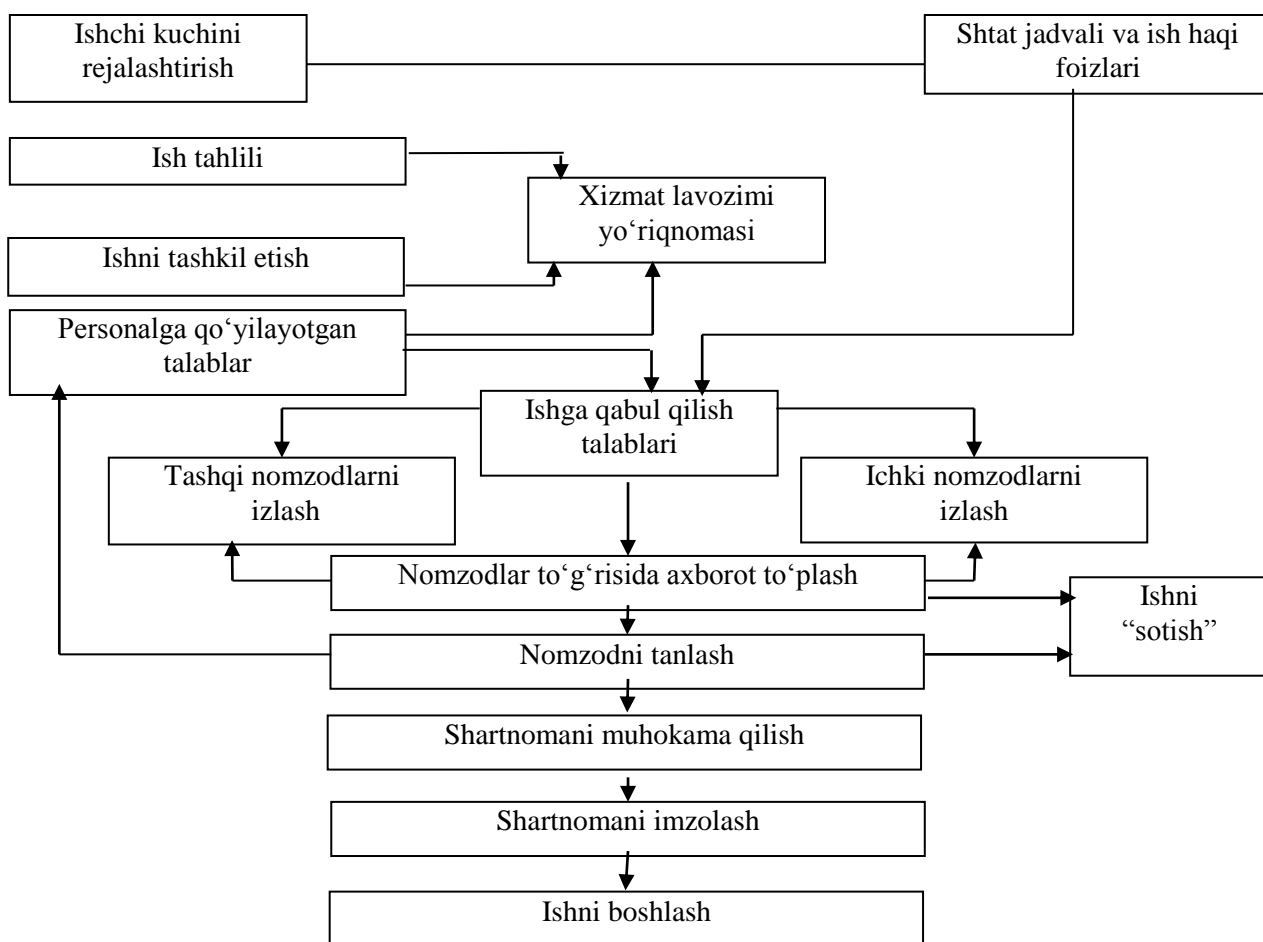 Ishchi kuchini
rejalashtirish
Shtat jadvali va ish haqi
foizlari
Ish tahlili
Xizmat lavozimi
yo‘riqnomasi
Ishni tashkil etish
Personalga qo‘yilayotgan
talablar
Ishga qabul qilish
talablari
Tashqi nomzodlarni
izlash
Ichki nomzodlarni
izlash
Nomzodlar to‘g‘risida axborot to‘plash
Ishni
“sotish”
Nomzodni tanlash
Shartnomani muhokama qilish
Shartnomani imzolash
Ishni boshlash